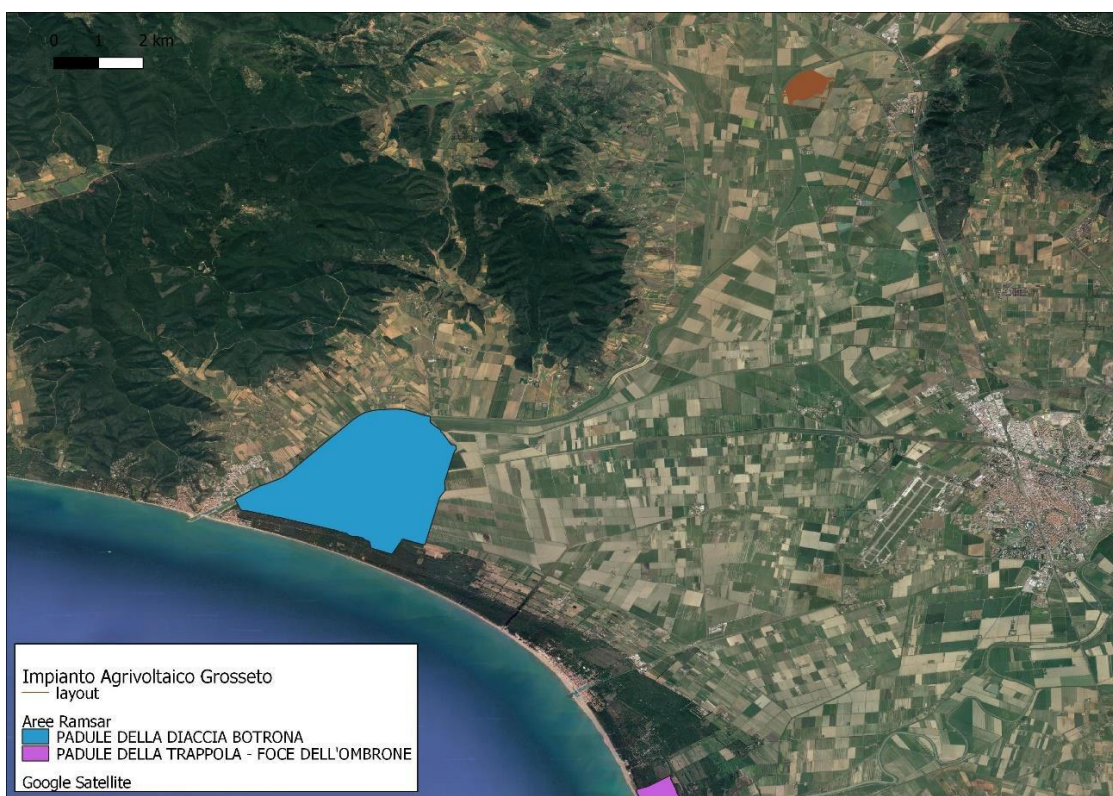 0 1 2 km
Impianto Agrivoltaico Grosseto
layout
Aree Ramsar
PADULE DELLA DIACCIA BOTRONA
PADULE DELLA TRAPPOLA - FOCE DELL'OMBRONE
Google Satellite